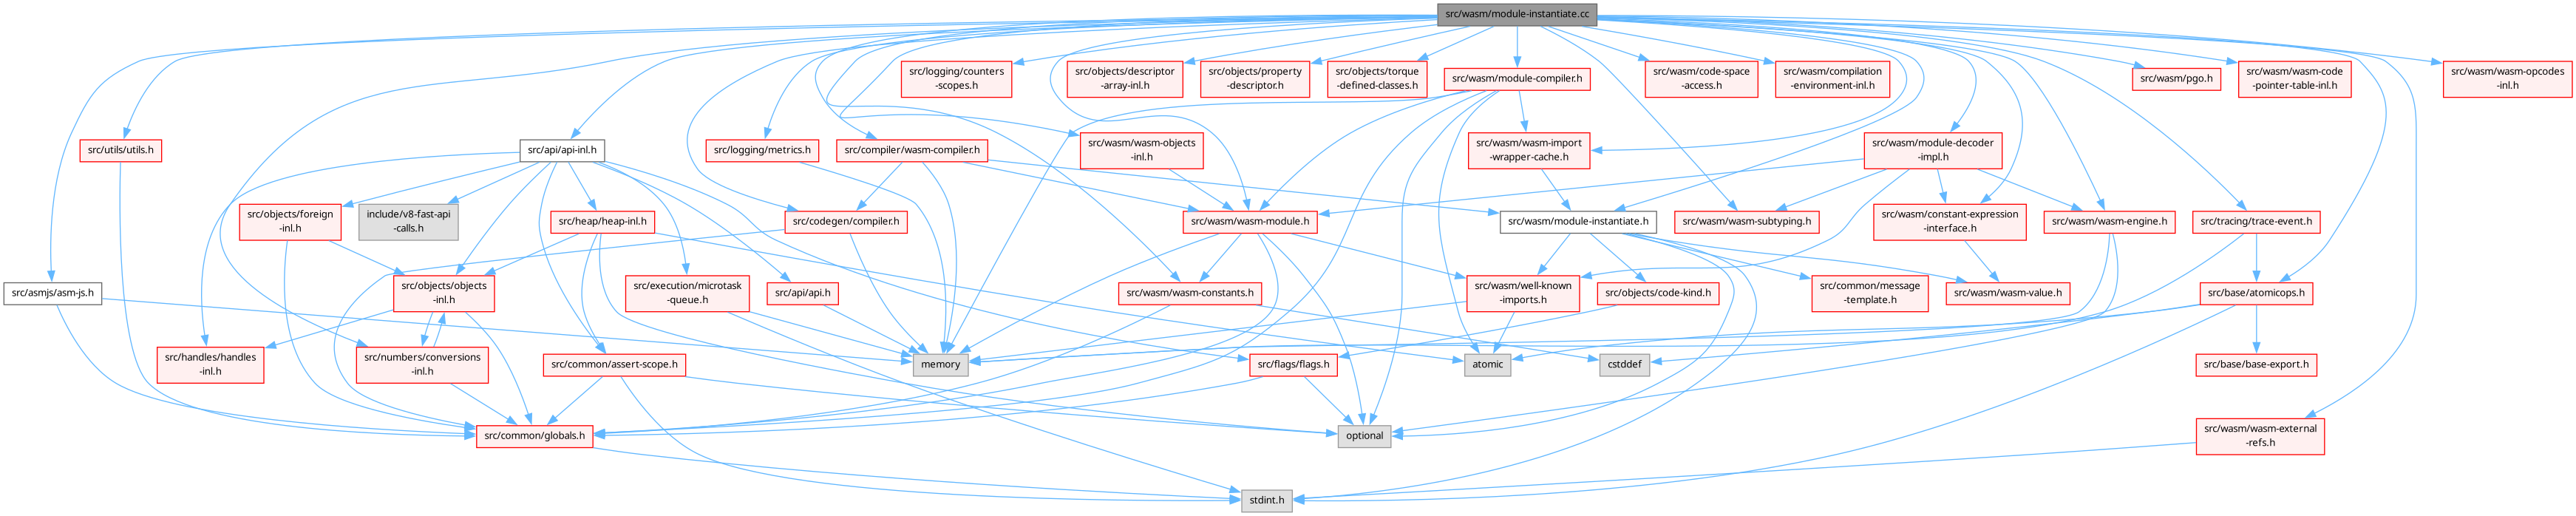 src/wasm/module-instantiate.cc
src/logging/counters
-scopes.h
src/objects/descriptor
-array-inl.h
src/objects/property
-descriptor.h
src/objects/torque
-defined-classes.h
src/wasm/module-compiler.h
src/wasm/code-space
-access.h
src/wasm/compilation
-environment-inl.h
src/wasm/pgo.h
src/wasm/wasm-code
-pointer-table-inl.h
src/wasm/wasm-opcodes
-inl.h
src/utils/utils.h
src/api/api-inl.h
src/logging/metrics.h
src/compiler/wasm-compiler.h
src/wasm/wasm-objects
-inl.h
src/wasm/wasm-import
-wrapper-cache.h
src/wasm/module-decoder
-impl.h
src/objects/foreign
-inl.h
include/v8-fast-api
-calls.h
src/heap/heap-inl.h
src/codegen/compiler.h
src/wasm/wasm-module.h
src/wasm/module-instantiate.h
src/wasm/wasm-subtyping.h
src/wasm/constant-expression
-interface.h
src/wasm/wasm-engine.h
src/tracing/trace-event.h
src/asmjs/asm-js.h
src/objects/objects
-inl.h
src/execution/microtask
-queue.h
src/api/api.h
src/wasm/wasm-constants.h
src/wasm/well-known
-imports.h
src/objects/code-kind.h
src/common/message
-template.h
src/wasm/wasm-value.h
src/base/atomicops.h
src/handles/handles
-inl.h
src/numbers/conversions
-inl.h
src/common/assert-scope.h
memory
src/flags/flags.h
atomic
cstddef
src/base/base-export.h
src/common/globals.h
optional
src/wasm/wasm-external
-refs.h
stdint.h